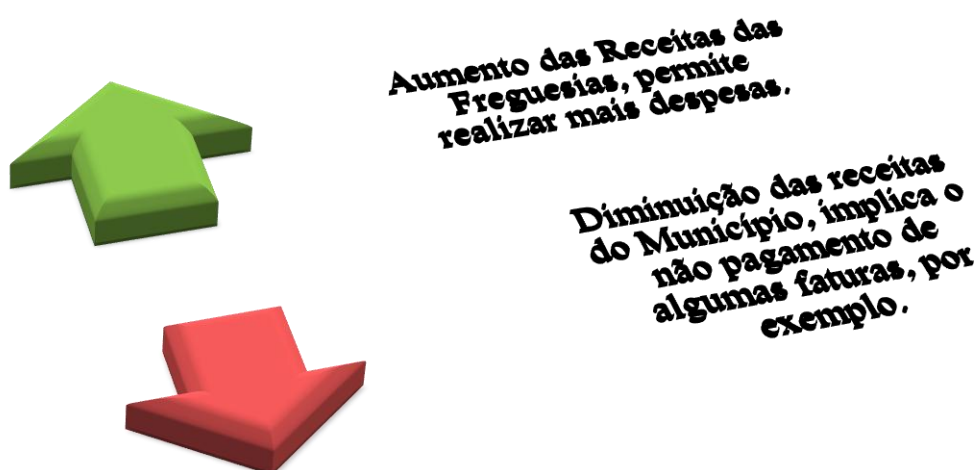 Aumento das Receitas das
Freguesias, permite
realizar mais despesas.
Diminuição das receitas
do Município, implica o
não pagamento de
algumas faturas, por
exemplo.